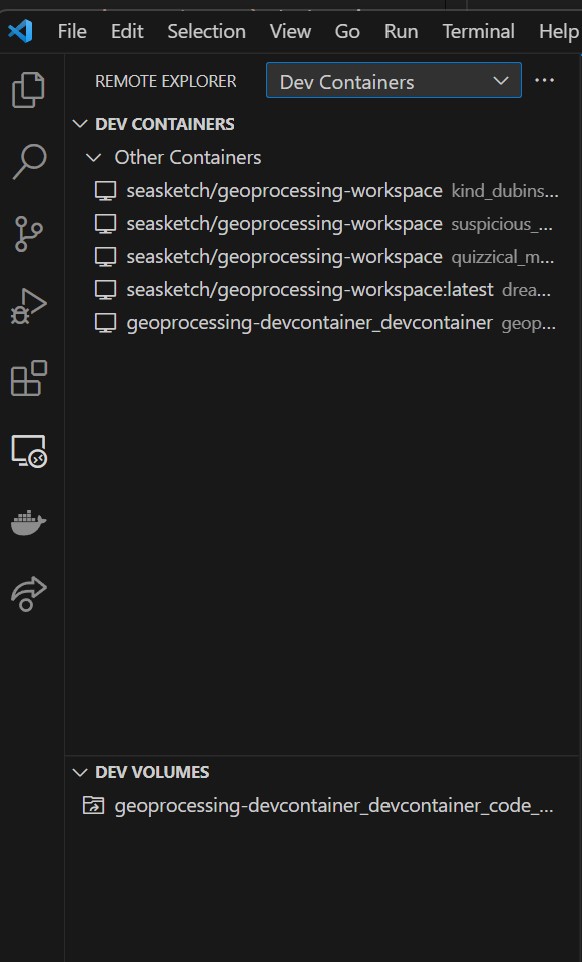 File Edit Selection View Go Run Terminal Help
REMOTE EXPLORER Dev Containers
DEV CONTAINERS
Other Containers
seasketch/geoprocessing-workspace kind_dubins...
seasketch/geoprocessing-workspace suspicious_...
seasketch/geoprocessing-workspace quizzical_m...
seasketch/geoprocessing-workspace:latest drea...
geoprocessing-devcontainer_devcontainer geop...
DEV VOLUMES
geoprocessing-devcontainer_devcontainer_code_...